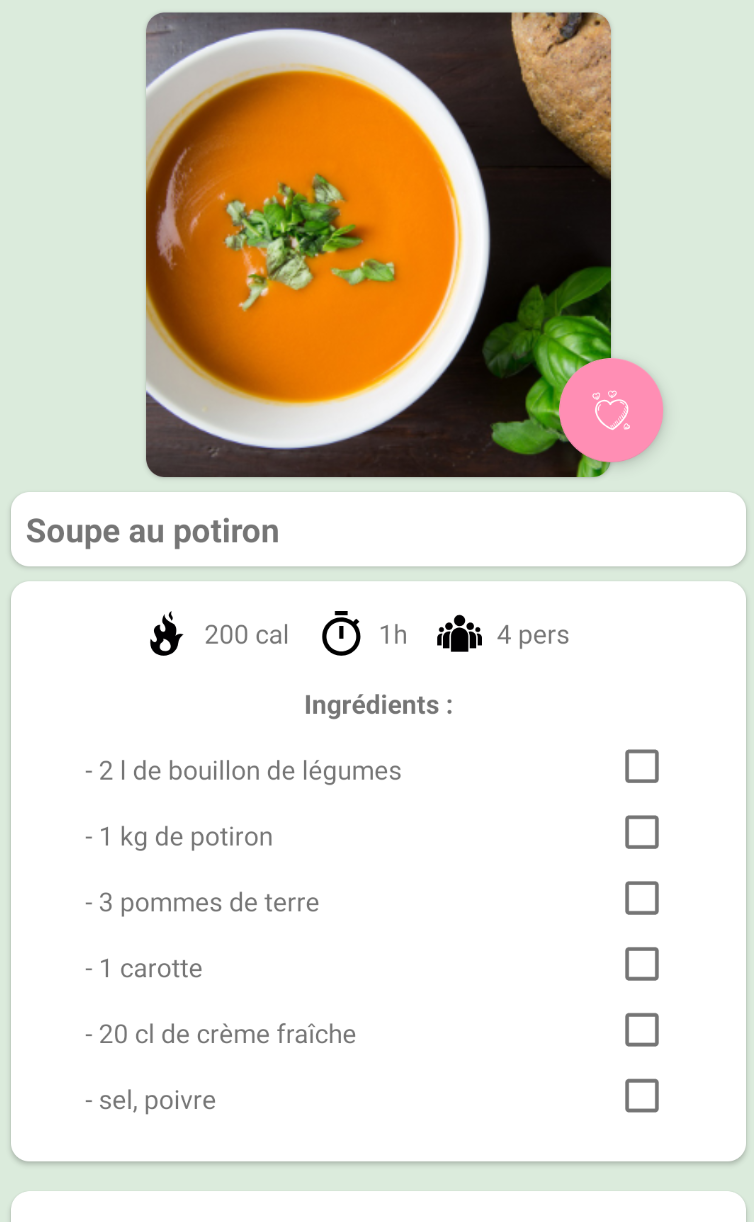 Soupe au potiron
200 cal 1h 4 pers
Ingrédients :
- 2 l de bouillon de légumes
- 1 kg de potiron
- 3 pommes de terre
- 1 carotte
- 20 cl de crème fraîche
- sel, poivre